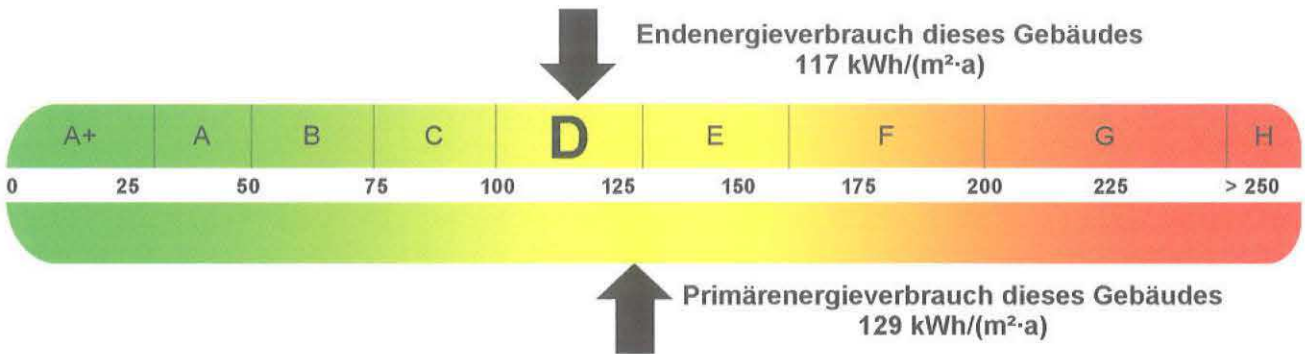 Endenergieverbrauch dieses Gebäudes
117 kWh/(m²·a)
A+ A B C D E F G H
0 25 50 75 100 125 150 175 200 225 > 250
Primärenergieverbrauch dieses Gebäudes
129 kWh/(m²·a)